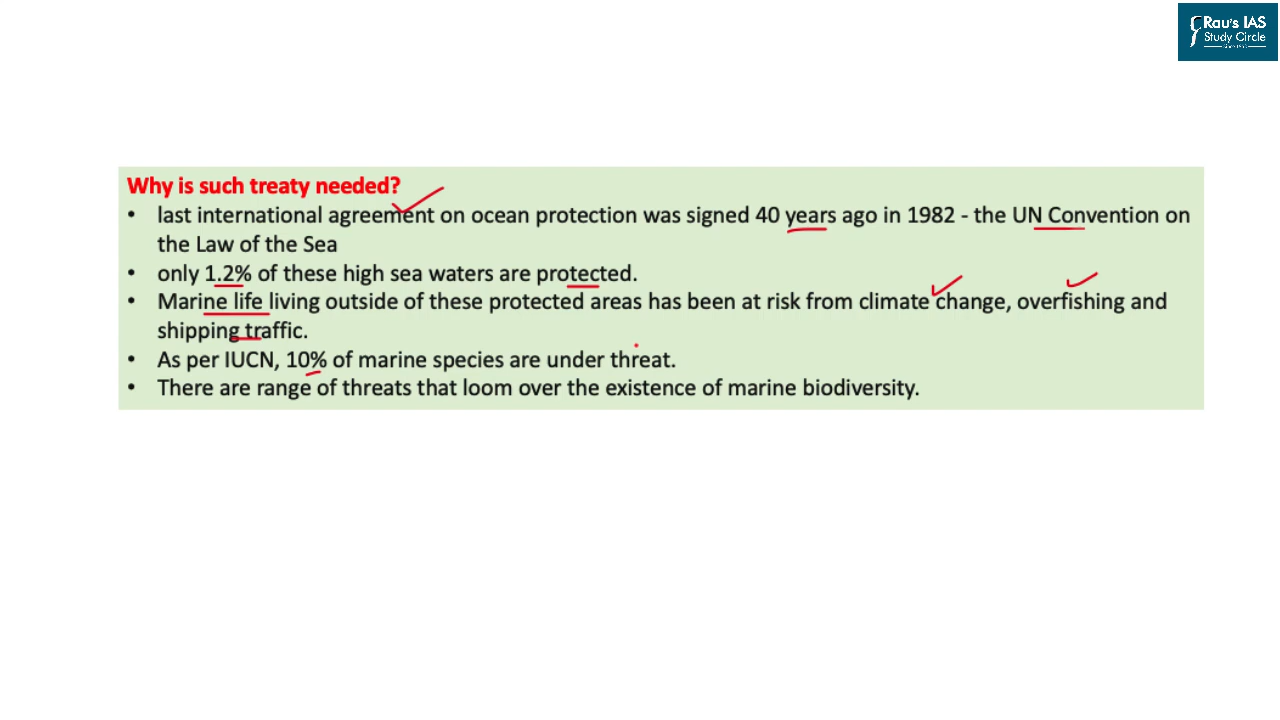 Rau's IAS
Study Circle
Why is such treaty needed?
• last international agreement on ocean protection was signed 40 years ago in 1982 - the UN Convention on
the Law of the Sea
• only 1.2% of these high sea waters are protected.
• Marine life living outside of these protected areas has been at risk from climate change, overfishing and
shipping traffic.
• As per IUCN, 10% of marine species are under threat.
• There are range of threats that loom over the existence of marine biodiversity.